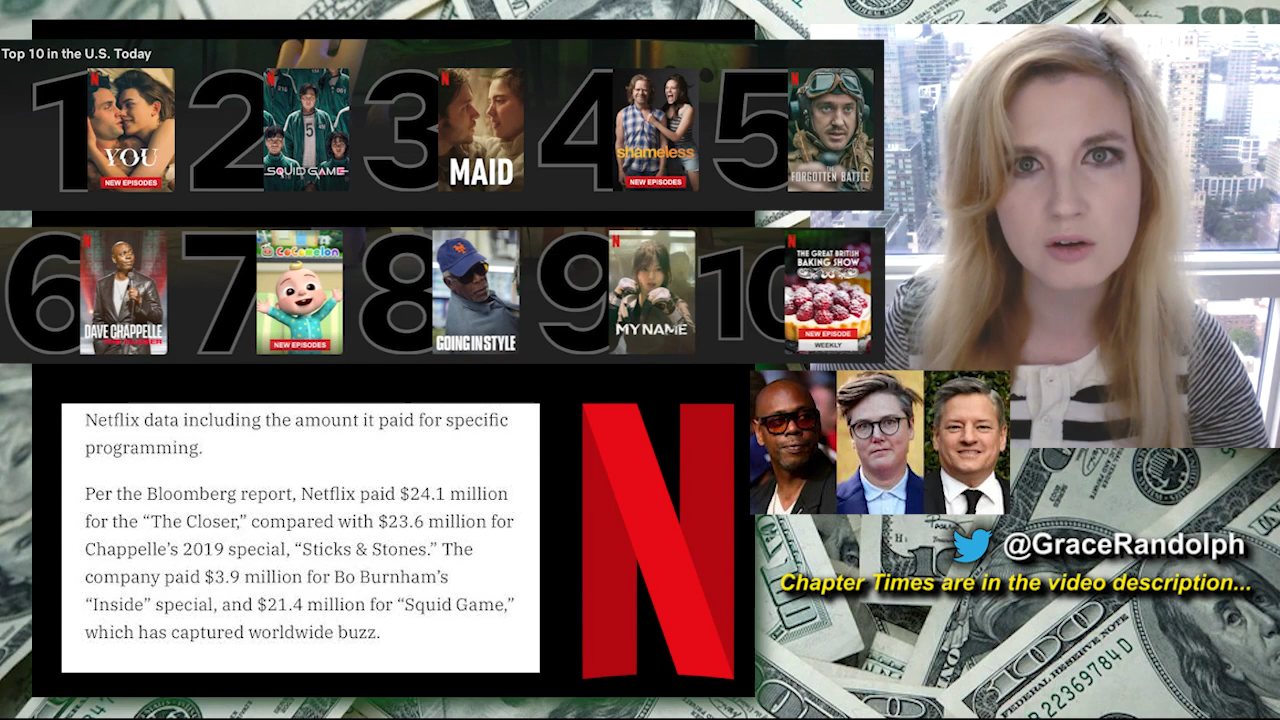 Top 10 in the U.S. Today
1
YOU
NEW EPISODES
2
SQUID GAME
3
MAID
4
shameless
NEW EPISODES
5
FORGOTTEN BATTLE
6
DAVE CHAPPELLE
7
CoComelon
NEW EPISODES
8
GOING IN STYLE
9
MY NAME
10
THE GREAT BRITISH
BAKING SHOW
NEW EPISODE
WEEKLY
Netflix data including the amount it paid for specific
programming.
Per the Bloomberg report, Netflix paid $24.1 million
for the “The Closer,” compared with $23.6 million for
Chappelle’s 2019 special, “Sticks & Stones.” The
company paid $3.9 million for Bo Burnham’s
“Inside” special, and $21.4 million for “Squid Game,”
which has captured worldwide buzz.
N
@GraceRandolph
Chapter Times are in the video description...
100
FEDERAL RESERVE NOTE